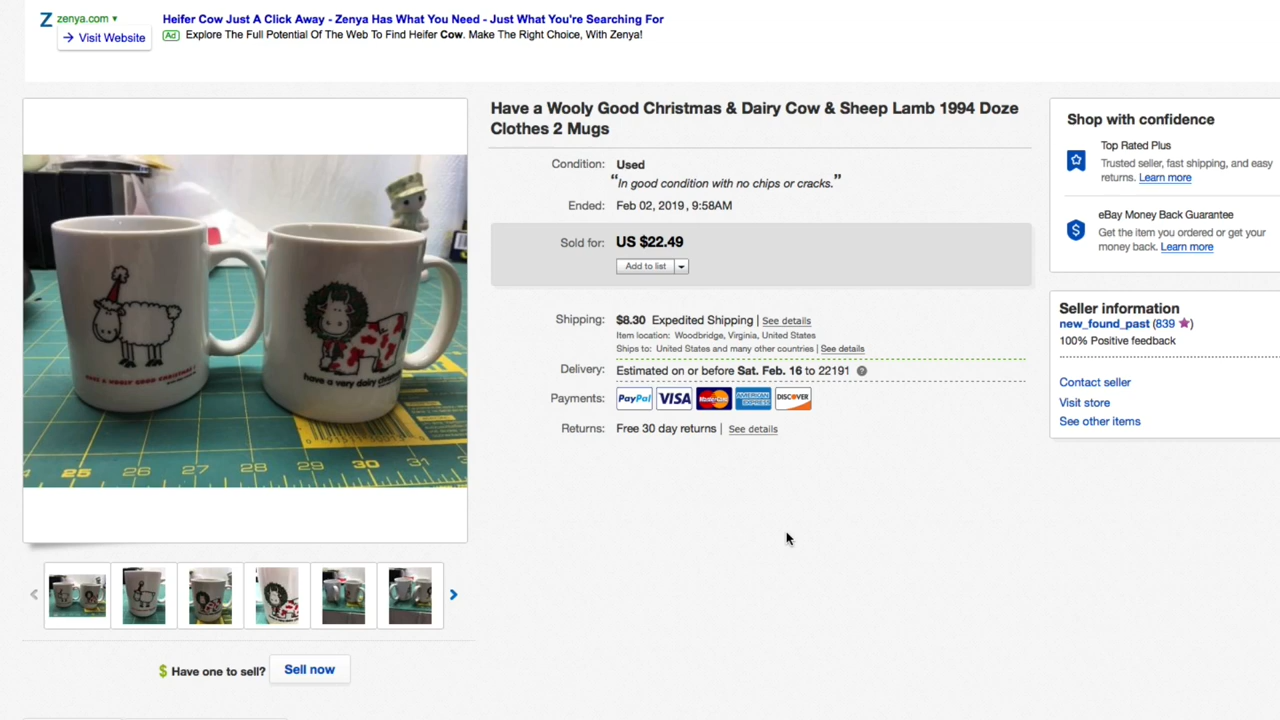 zenya.com
Visit Website
Heifer Cow Just A Click Away - Zenya Has What You Need - Just What You're Searching For
Ad Explore The Full Potential Of The Web To Find Heifer Cow. Make The Right Choice, With Zenya!
HAVE A WOOLY GOOD CHRISTMAS!
have a very dairy
25 26 27 28 29 30 31
Have one to sell? Sell now
Have a Wooly Good Christmas & Dairy Cow & Sheep Lamb 1994 Doze
Clothes 2 Mugs
Condition: Used
“In good condition with no chips or cracks.”
Ended: Feb 02, 2019 , 9:58AM
Sold for: US $22.49
Add to list
Shipping: $8.30 Expedited Shipping | See details
Item location: Woodbridge, Virginia, United States
Ships to: United States and many other countries | See details
Delivery: Estimated on or before Sat. Feb. 16 to 22191
Payments: PayPal VISA MasterCard AMERICAN EXPRESS DISCOVER
Returns: Free 30 day returns | See details
Shop with confidence
Top Rated Plus
Trusted seller, fast shipping, and easy
returns. Learn more
eBay Money Back Guarantee
Get the item you ordered or get your
money back. Learn more
Seller information
new_found_past (839)
100% Positive feedback
Contact seller
Visit store
See other items